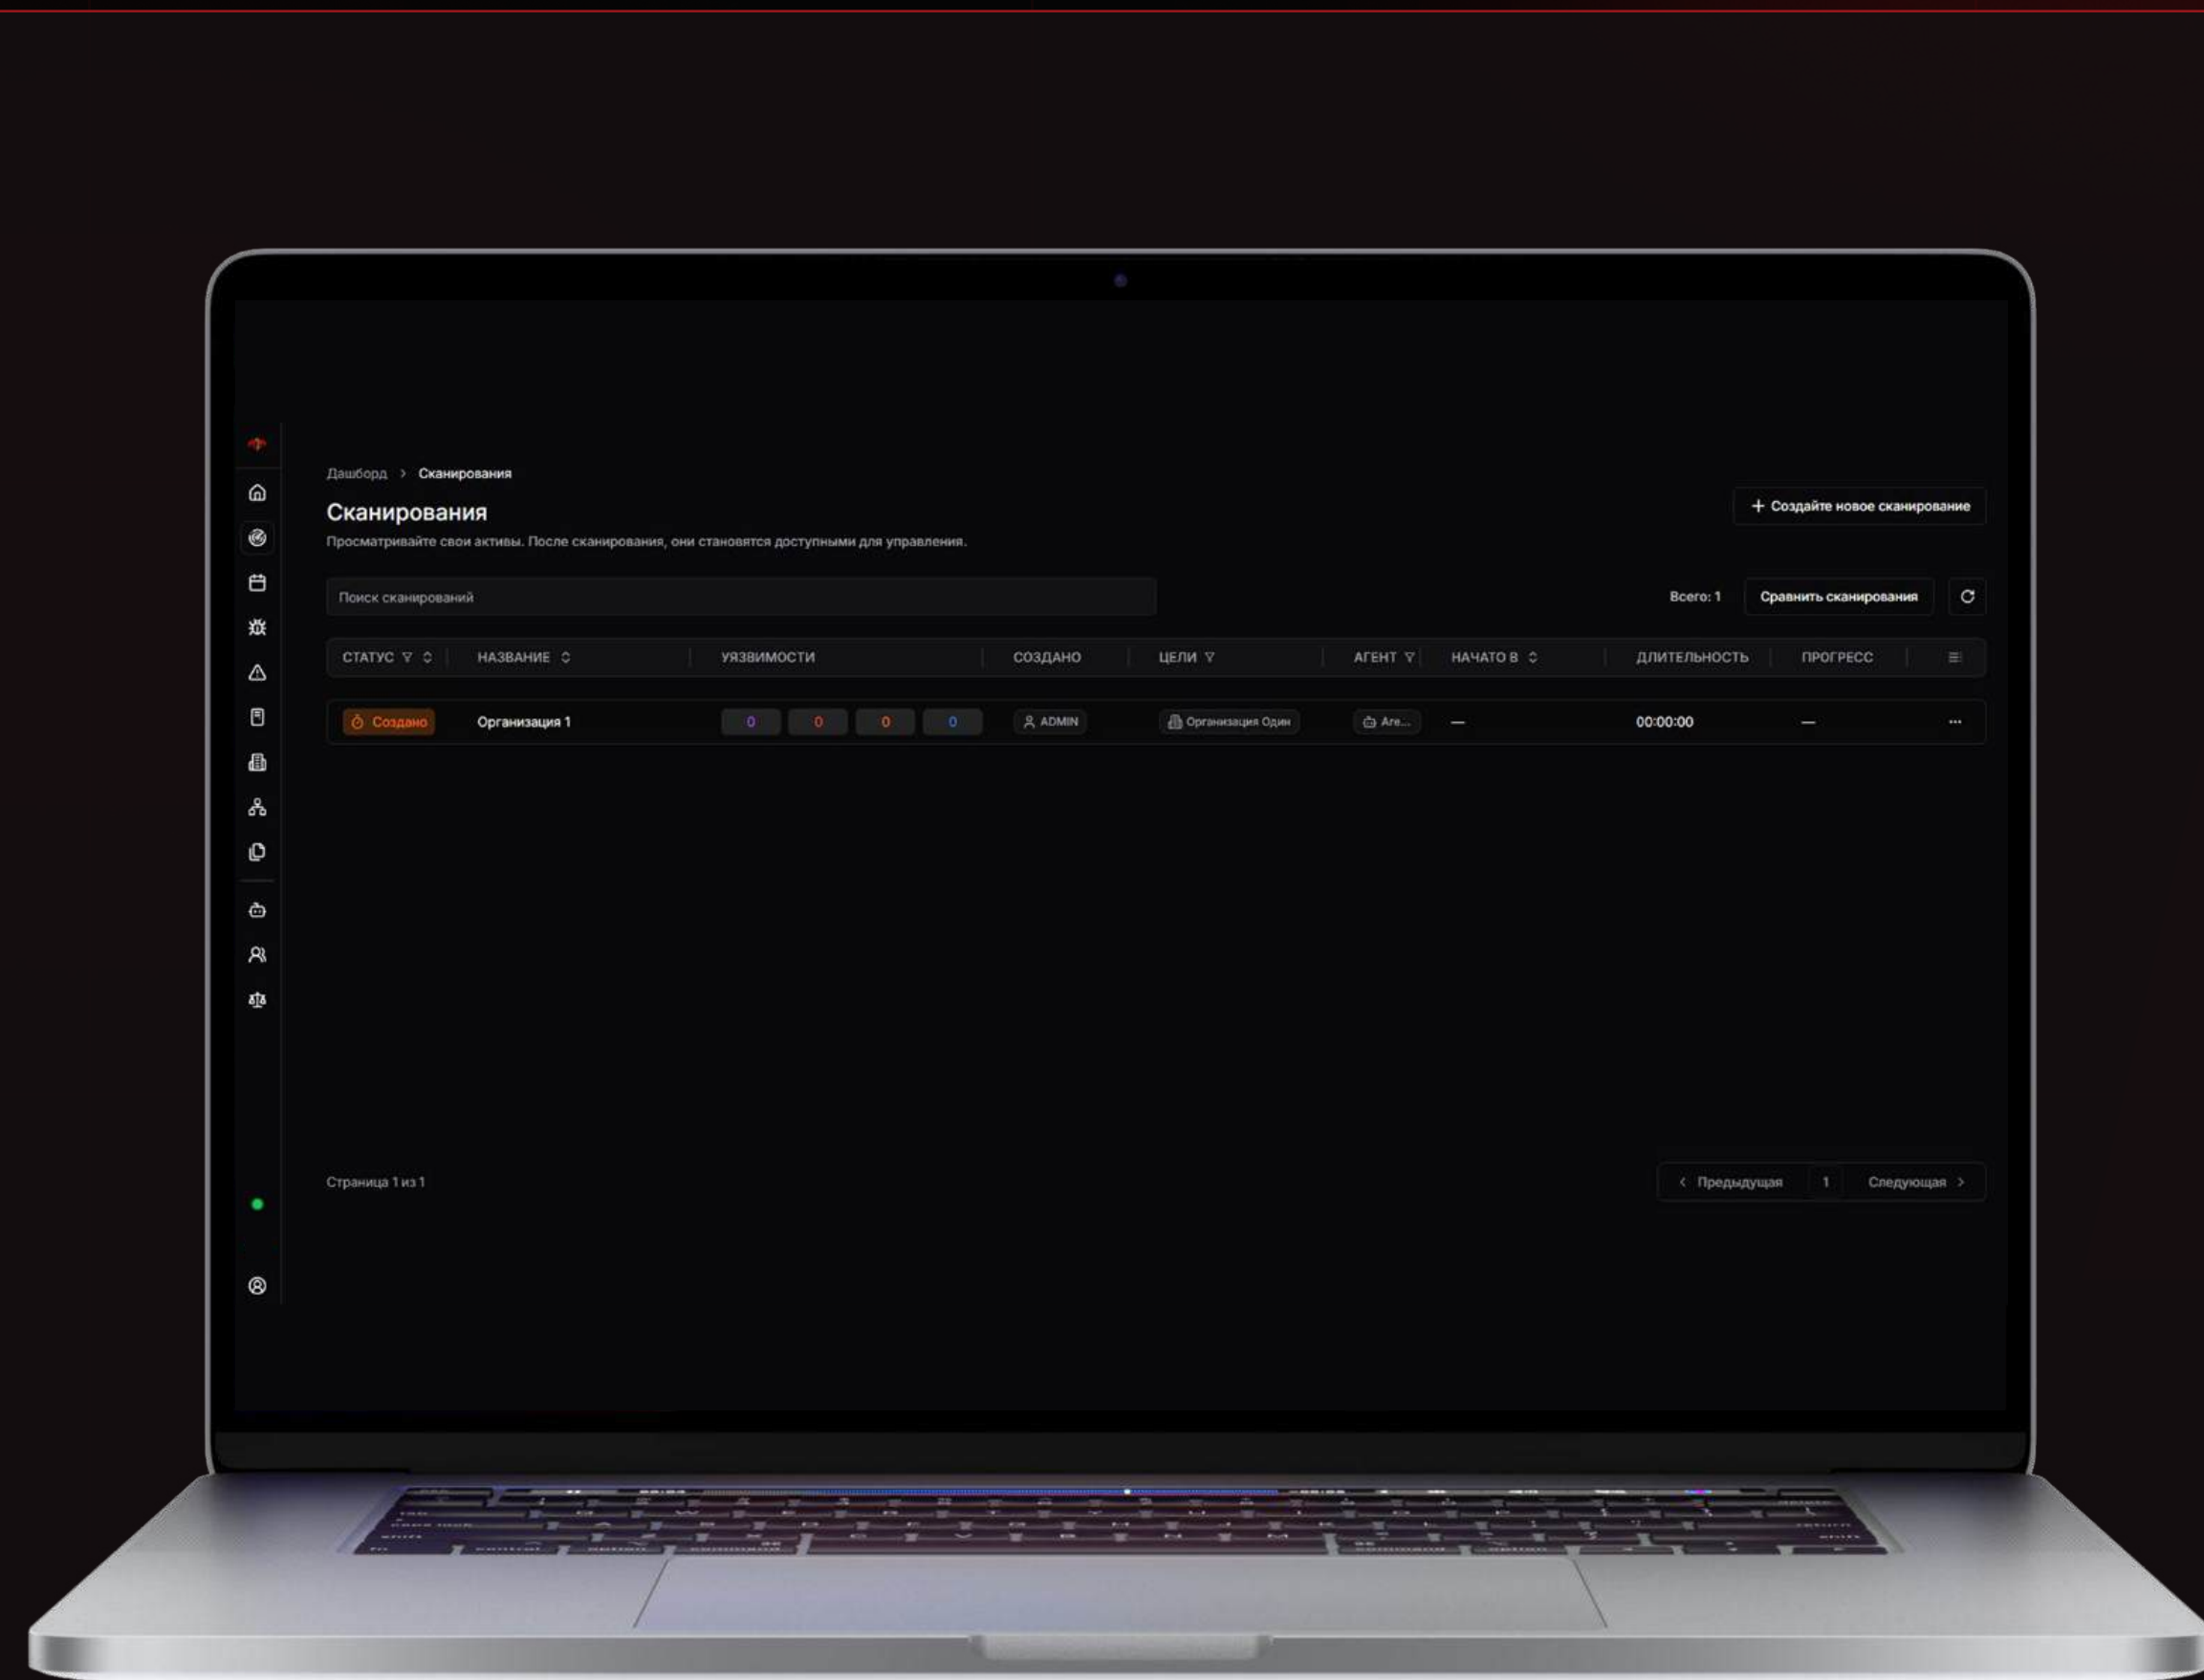 Дашборд > Сканирования
Сканирования
+ Создайте новое сканирование
Просматривайте свои активы. После сканирования, они становятся доступными для управления.
Поиск сканирований
Всего: 1 Сравнить сканирования
СТАТУС НАЗВАНИЕ УЯЗВИМОСТИ СОЗДАНО ЦЕЛИ АГЕНТ НАЧАТО В ДЛИТЕЛЬНОСТЬ ПРОГРЕСС
Создано Организация 1 0 0 0 0 ADMIN Организация Один Аге... — 00:00:00 — ...
Страница 1 из 1 < Предыдущая 1 Следующая >